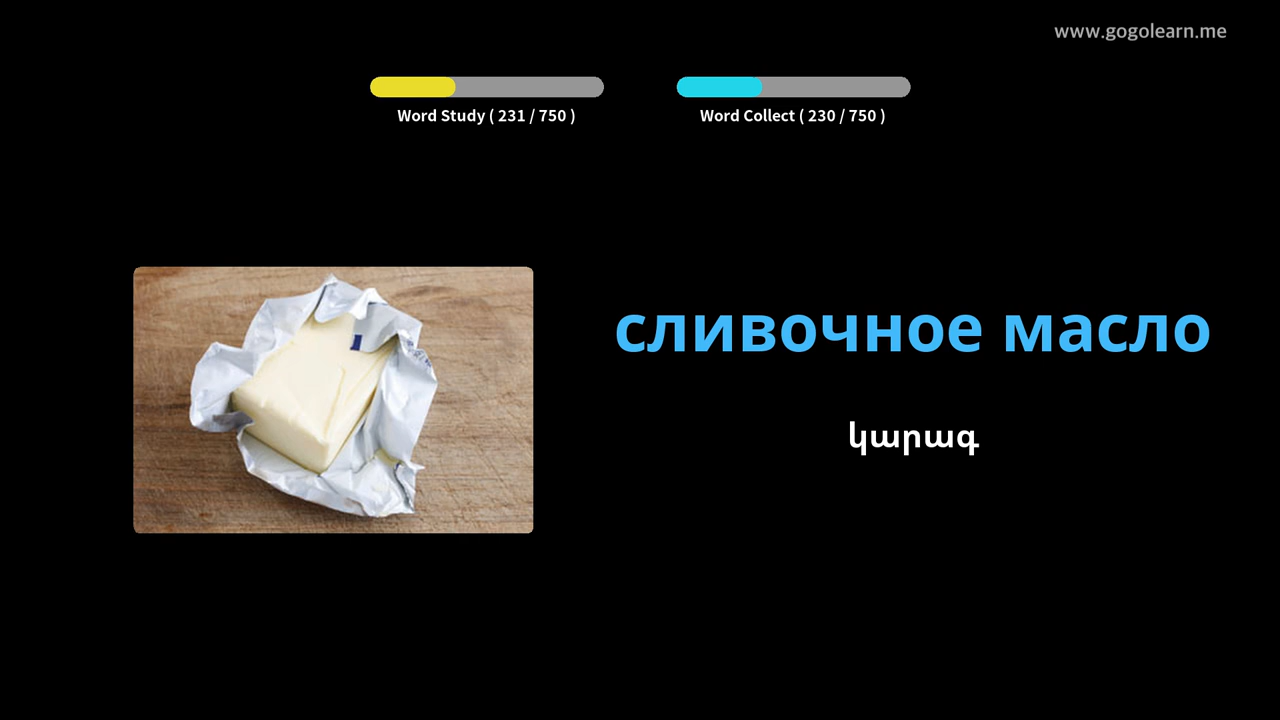 www.gogolearn.me
Word Study ( 231 / 750 )
Word Collect ( 230 / 750 )
сливочное масло
կարագ